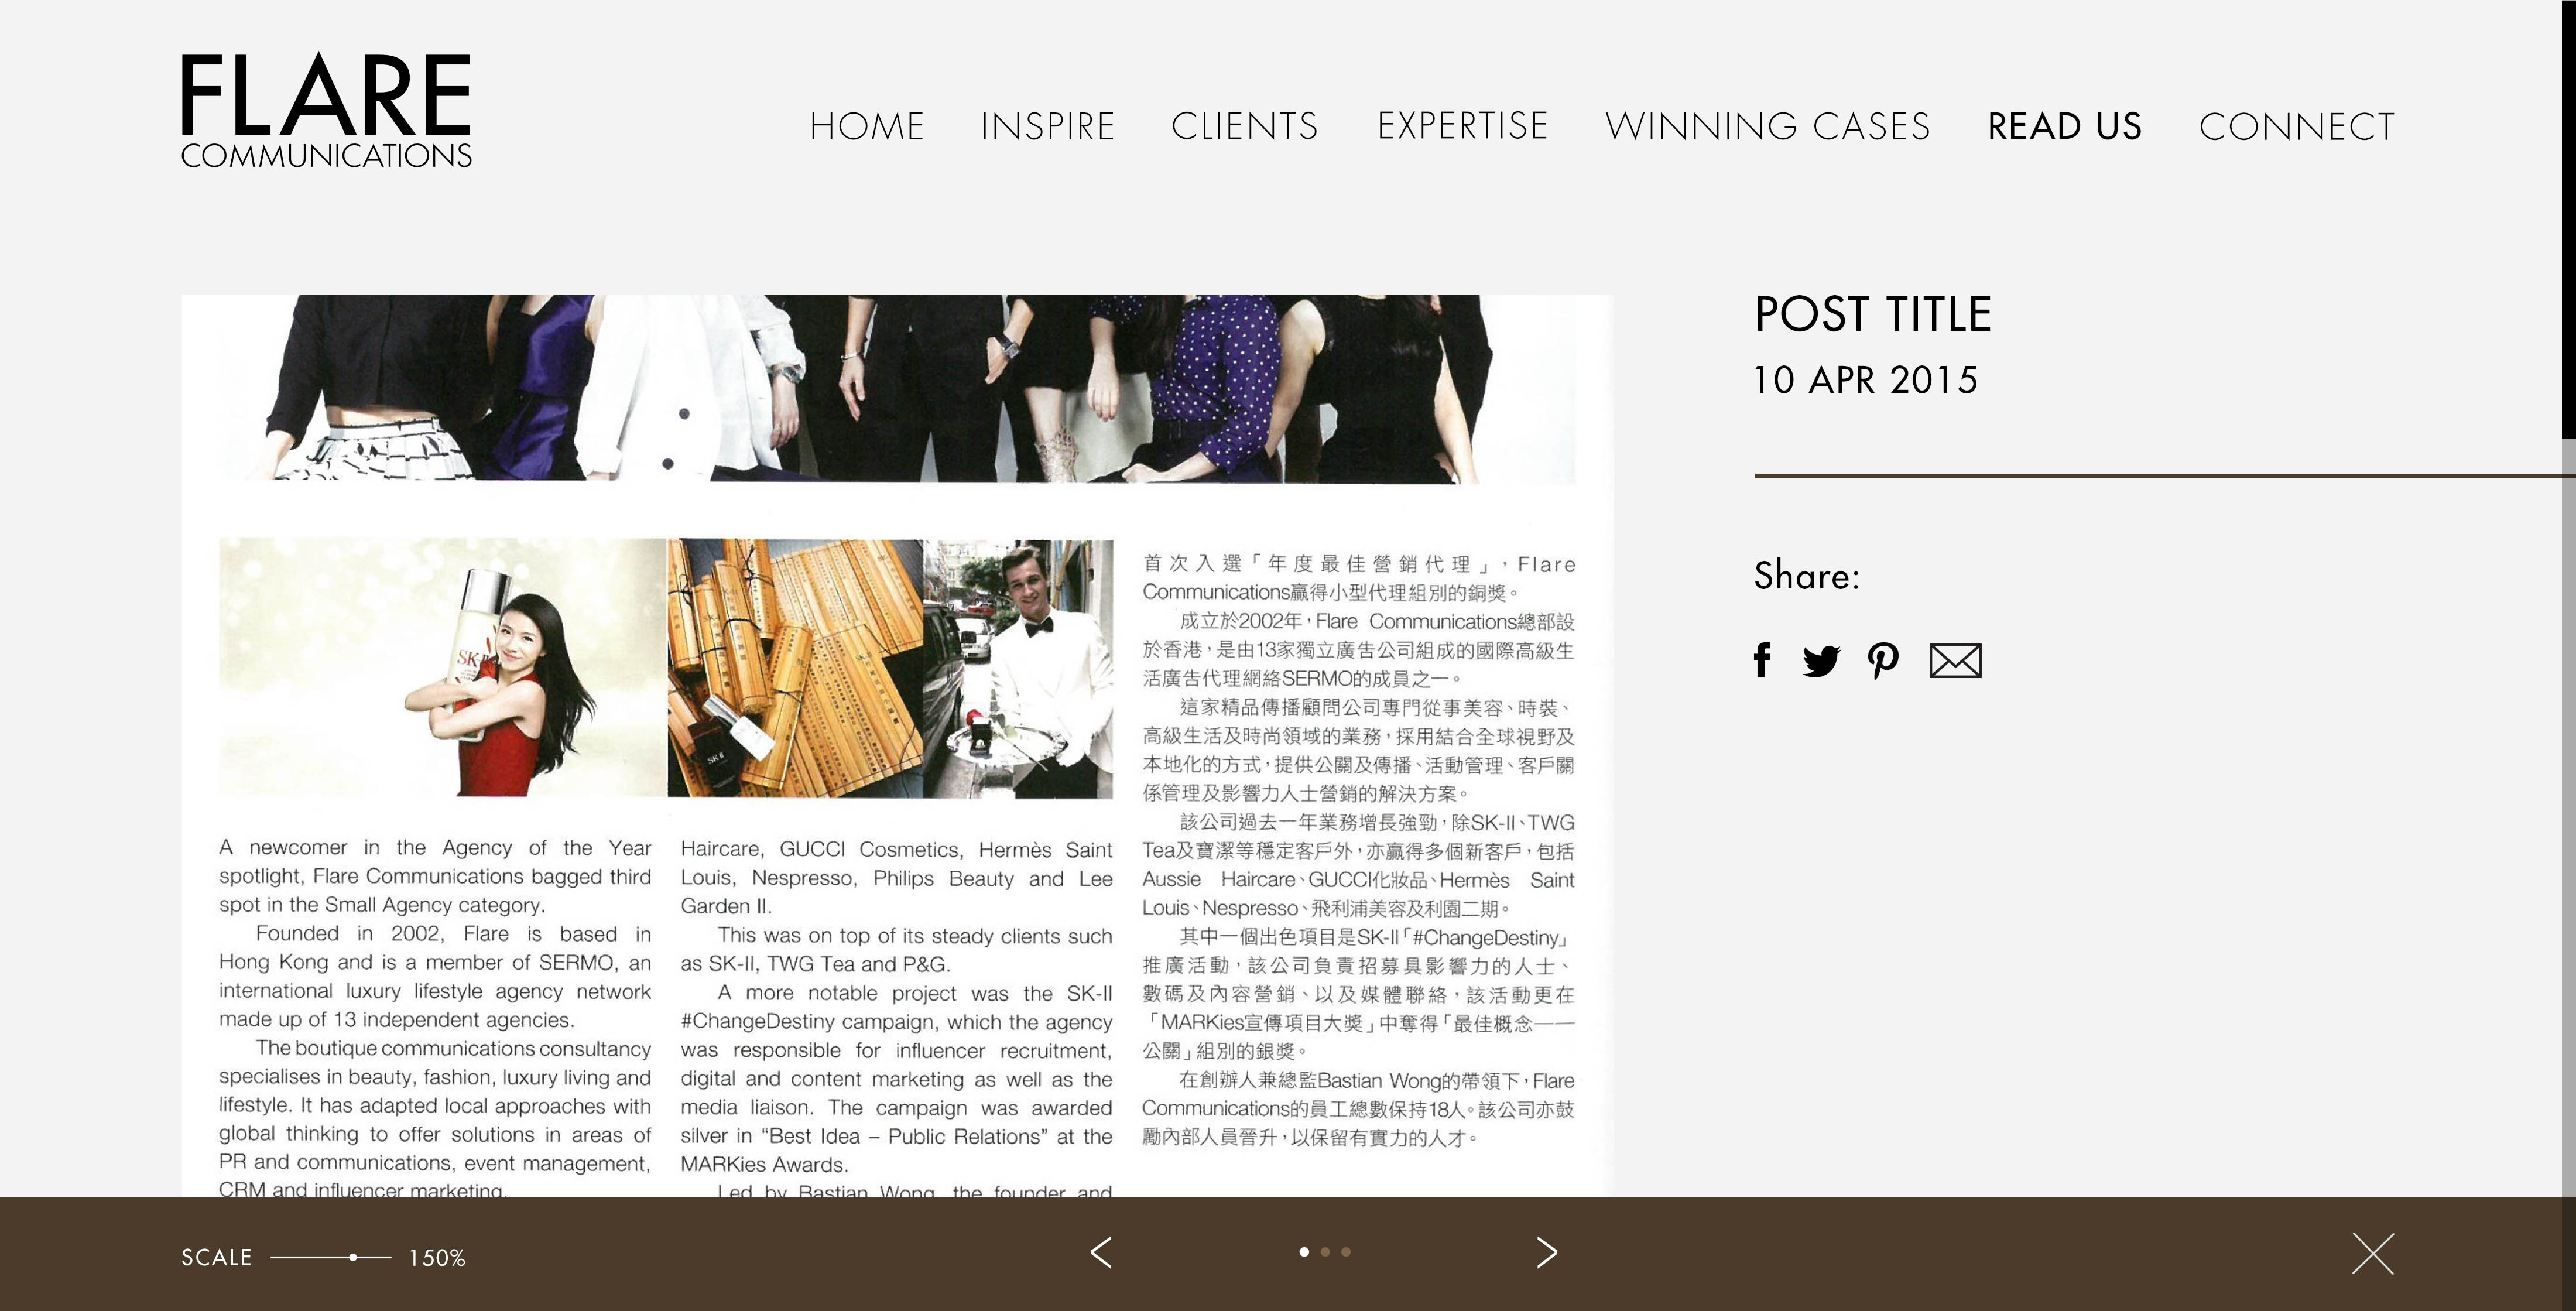 FLARE
COMMUNICATIONS
HOME INSPIRE CLIENTS EXPERTISE WINNING CASES READ US CONNECT
POST TITLE
10 APR 2015
Share:
SK-II
A newcomer in the Agency of the Year
spotlight, Flare Communications bagged third
spot in the Small Agency category.
Founded in 2002, Flare is based in
Hong Kong and is a member of SERMO, an
international luxury lifestyle agency network
made up of 13 independent agencies.
The boutique communications consultancy
specialises in beauty, fashion, luxury living and
lifestyle. It has adapted local approaches with
global thinking to offer solutions in areas of
PR and communications, event management,
CRM and influencer marketing.
Haircare, GUCCI Cosmetics, Hermès Saint
Louis, Nespresso, Philips Beauty and Lee
Garden II.
This was on top of its steady clients such
as SK-II, TWG Tea and P&G.
A more notable project was the SK-II
#ChangeDestiny campaign, which the agency
was responsible for influencer recruitment,
digital and content marketing as well as the
media liaison. The campaign was awarded
silver in “Best Idea – Public Relations” at the
MARKies Awards.
Led by Bastian Wong, the founder and
首次入選「年度最佳營銷代理」，Flare
Communications贏得小型代理組別的銅獎。
成立於2002年，Flare Communications總部設
於香港，是由13家獨立廣告公司組成的國際高級生
活廣告代理網絡SERMO的成員之一。
這家精品傳播顧問公司專門從事美容、時裝、
高級生活及時尚領域的業務，採用結合全球視野及
本地化的方式，提供公關及傳播、活動管理、客戶關
係管理及影響力人士營銷的解決方案。
該公司過去一年業務增長強勁，除SK-II、TWG
Tea及寶潔等穩定客戶外，亦贏得多個新客戶，包括
Aussie Haircare、GUCCI化妝品、Hermès Saint
Louis、Nespresso、飛利浦美容及利園二期。
其中一個出色項目是SK-II「#ChangeDestiny」
推廣活動，該公司負責招募具影響力的人士、
數碼及內容營銷、以及媒體聯絡，該活動更在
「MARKies宣傳項目大獎」中奪得「最佳概念——
公關」組別的銀獎。
在創辦人兼總監Bastian Wong的帶領下，Flare
Communications的員工總數保持18人。該公司亦鼓
勵內部人員晉升，以保留有實力的人才。
SCALE 150%